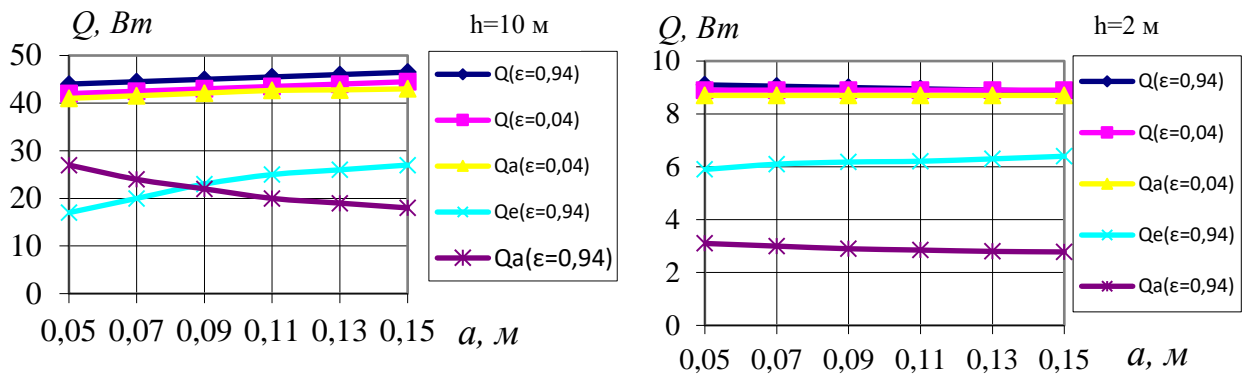 Q, Вт
h=10 м
50
40
30
20
10
0
0,05 0,07 0,09 0,11 0,13 0,15
a, м
Q(ε=0,94)
Q(ε=0,04)
Qa(ε=0,04)
Qe(ε=0,94)
Qa(ε=0,94)
Q, Вт
h=2 м
10
8
6
4
2
0
0,05 0,07 0,09 0,11 0,13 0,15
a, м
Q(ε=0,94)
Q(ε=0,04)
Qa(ε=0,04)
Qe(ε=0,94)
Qa(ε=0,94)